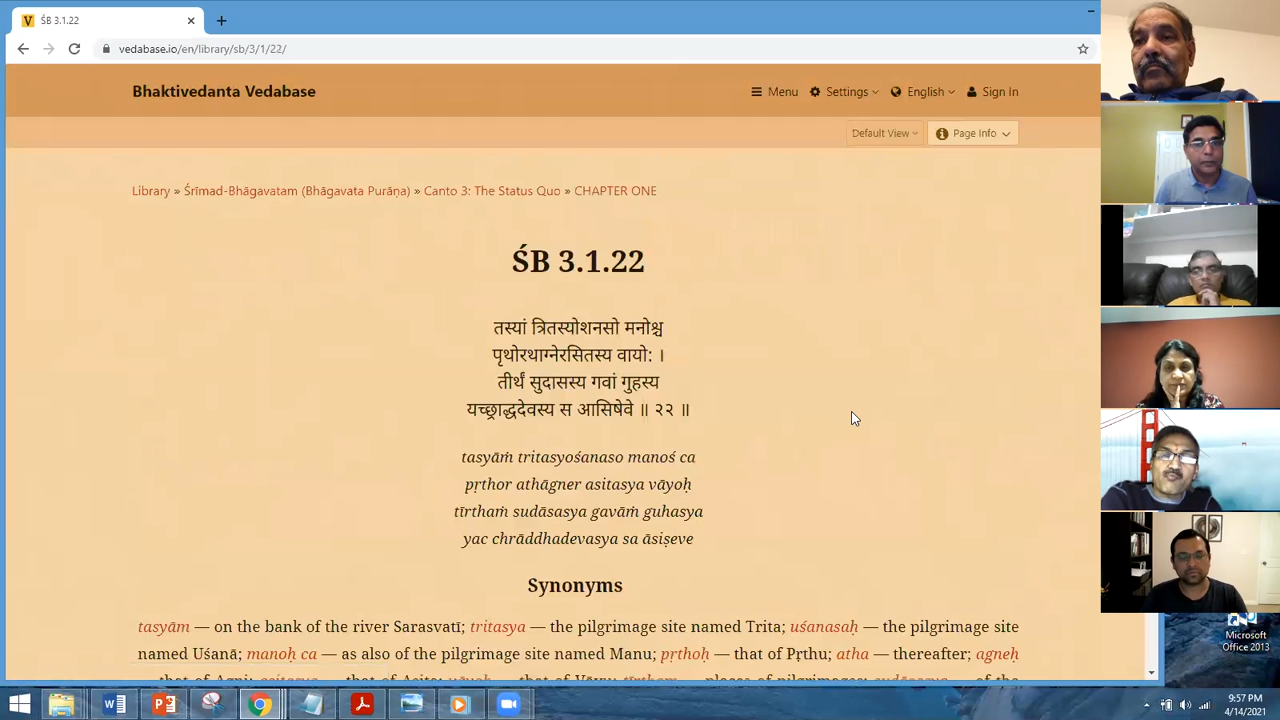 ŚB 3.1.22
vedabase.io/en/library/sb/3/1/22/
Bhaktivedanta Vedabase
Menu Settings English Sign In
Default View Page Info
Library » Śrīmad-Bhāgavatam (Bhāgavata Purāṇa) » Canto 3: The Status Quo » CHAPTER ONE
ŚB 3.1.22
तस्यां त्रितस्योशनसो मनोश्च
पृथोरथाग्नेरसितस्य वायो: ।
तीर्थं सुदासस्य गवां गुहस्य
यच्छ्राद्धदेवस्य स आसिषेवे ॥ २२ ॥
tasyāṁ tritasyośanaso manoś ca
pṛthor athāgner asitasya vāyoḥ
tīrthaṁ sudāsasya gavāṁ guhasya
yac chrāddhadevasya sa āsiṣeve
Synonyms
tasyām — on the bank of the river Sarasvatī; tritasya — the pilgrimage site named Trita; uśanasaḥ — the pilgrimage site
named Uśanā; manoḥ ca — as also of the pilgrimage site named Manu; pṛthoḥ — that of Pṛthu; atha — thereafter; agneḥ
Microsoft
Office 2013
9:57 PM
4/14/2021